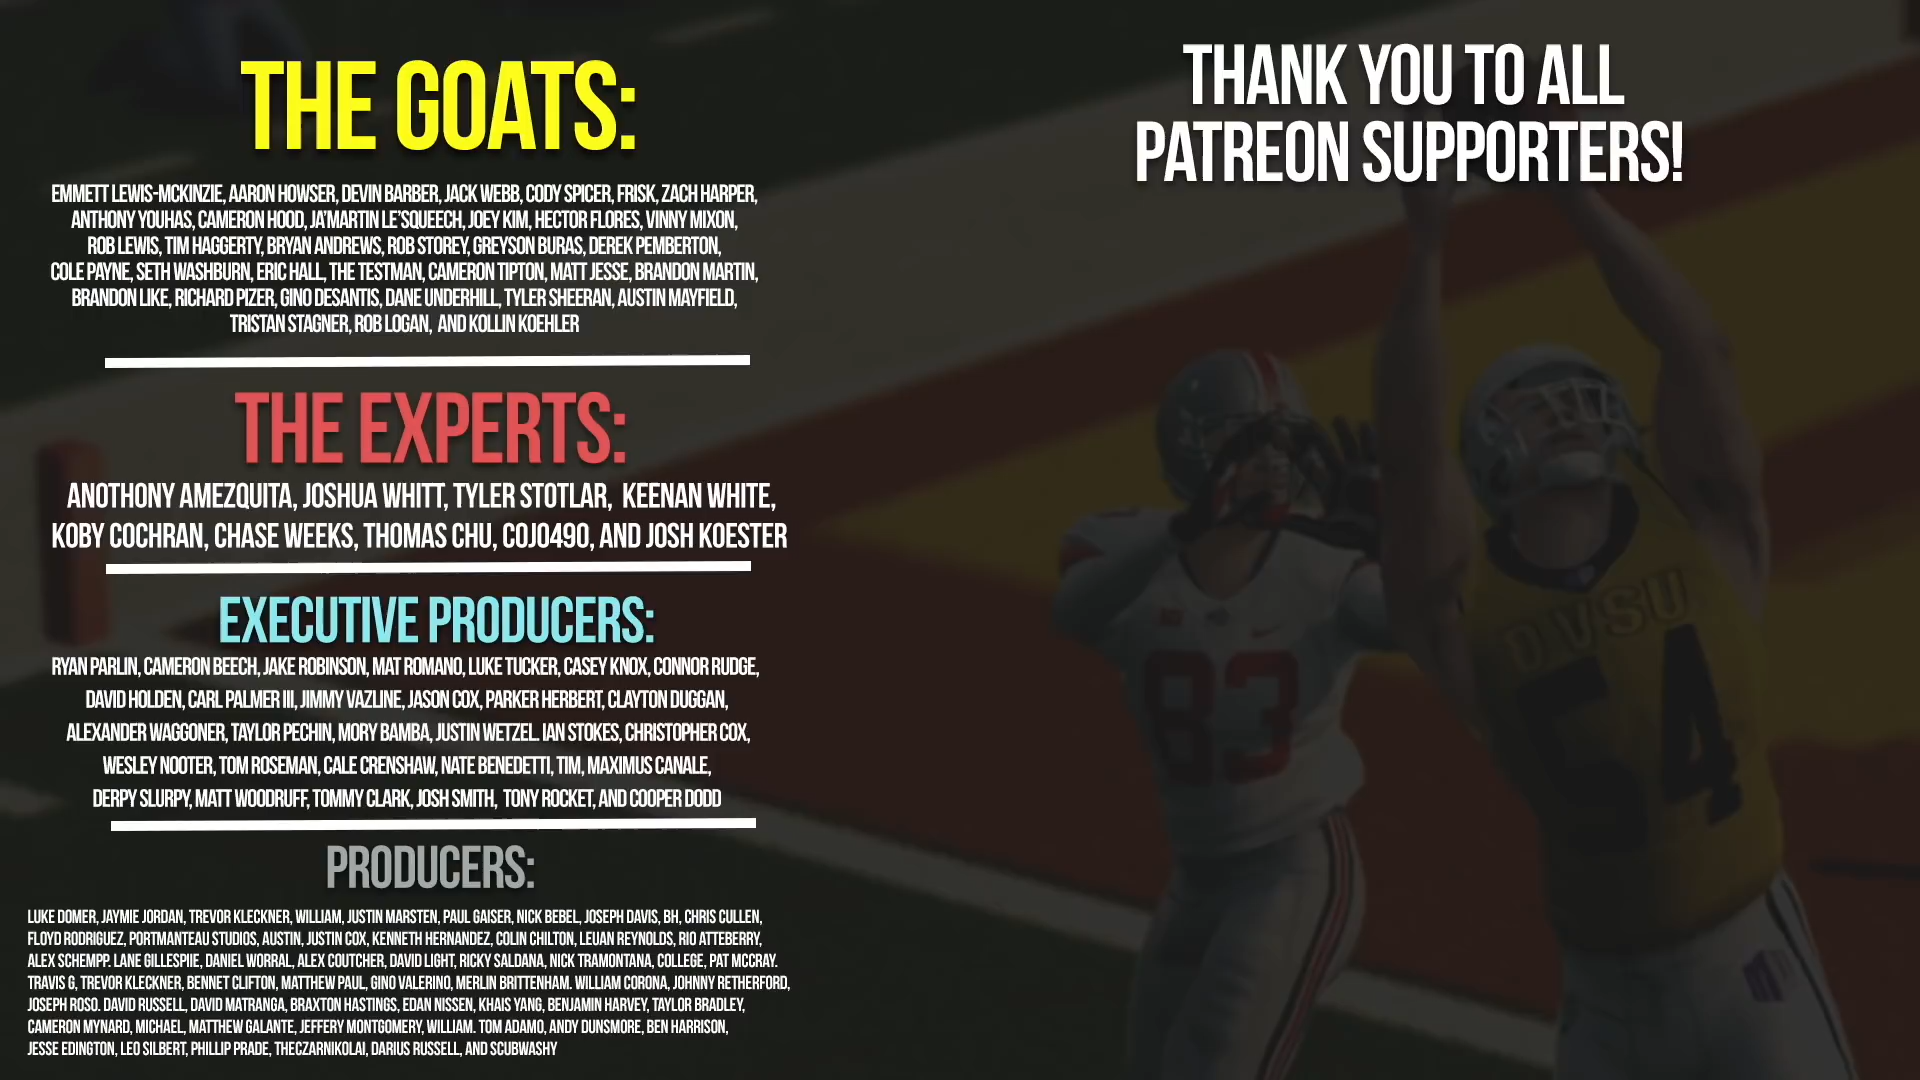 THE GOATS:
EMMETT LEWIS-MCKINZIE, AARON HOWSER, DEVIN BARBER, JACK WEBB, CODY SPICER, FRISK, ZACH HARPER,
ANTHONY YOUHAS, CAMERON HOOD, JA'MARTIN LE'SQUEECH, JOEY KIM, HECTOR FLORES, VINNY MIXON,
ROB LEWIS, TIM HAGGERTY, BRYAN ANDREWS, ROB STOREY, GREYSON BURAS, DEREK PEMBERTON,
COLE PAYNE, SETH WASHBURN, ERIC HALL, THE TESTMAN, CAMERON TIPTON, MATT JESSE, BRANDON MARTIN,
BRANDON LIKE, RICHARD PIZER, GINO DESANTIS, DANE UNDERHILL, TYLER SHEERAN, AUSTIN MAYFIELD,
TRISTAN STAGNER, ROB LOGAN, AND KOLLIN KOEHLER
THE EXPERTS:
ANOTHONY AMEZQUITA, JOSHUA WHITT, TYLER STOTLAR, KEENAN WHITE,
KOBY COCHRAN, CHASE WEEKS, THOMAS CHU, COJO490, AND JOSH KOESTER
EXECUTIVE PRODUCERS:
RYAN PARLIN, CAMERON BEECH, JAKE ROBINSON, MAT ROMANO, LUKE TUCKER, CASEY KNOX, CONNOR RUDGE,
DAVID HOLDEN, CARL PALMER III, JIMMY VAZLINE, JASON COX, PARKER HERBERT, CLAYTON DUGGAN,
ALEXANDER WAGGONER, TAYLOR PECHIN, MORY BAMBA, JUSTIN WETZEL. IAN STOKES, CHRISTOPHER COX,
WESLEY NOOTER, TOM ROSEMAN, CALE CRENSHAW, NATE BENEDETTI, TIM, MAXIMUS CANALE,
DERPY SLURPY, MATT WOODRUFF, TOMMY CLARK, JOSH SMITH, TONY ROCKET, AND COOPER DODD
PRODUCERS:
LUKE DOMER, JAYMIE JORDAN, TREVOR KLECKNER, WILLIAM, JUSTIN MARSTEN, PAUL GAISER, NICK BEBEL, JOSEPH DAVIS, BH, CHRIS CULLEN,
FLOYD RODRIGUEZ, PORTMANTEAU STUDIOS, AUSTIN, JUSTIN COX, KENNETH HERNANDEZ, COLIN CHILTON, LEUAN REYNOLDS, RIO ATTEBERRY,
ALEX SCHEMPP. LANE GILLESPIIE, DANIEL WORRAL, ALEX COUTCHER, DAVID LIGHT, RICKY SALDANA, NICK TRAMONTANA, COLLEGE, PAT MCCRAY.
TRAVIS G, TREVOR KLECKNER, BENNET CLIFTON, MATTHEW PAUL, GINO VALERINO, MERLIN BRITTENHAM. WILLIAM CORONA, JOHNNY RETHERFORD,
JOSEPH ROSO. DAVID RUSSELL, DAVID MATRANGA, BRAXTON HASTINGS, EDAN NISSEN, KHAIS YANG, BENJAMIN HARVEY, TAYLOR BRADLEY,
CAMERON MYNARD, MICHAEL, MATTHEW GALANTE, JEFFERY MONTGOMERY, WILLIAM. TOM ADAMO, ANDY DUNSMORE, BEN HARRISON,
JESSE EDINGTON, LEO SILBERT, PHILLIP PRADE, THECZARNIKOLAI, DARIUS RUSSELL, AND SCUBWASHY
THANK YOU TO ALL
PATREON SUPPORTERS!
83
DVSU
54